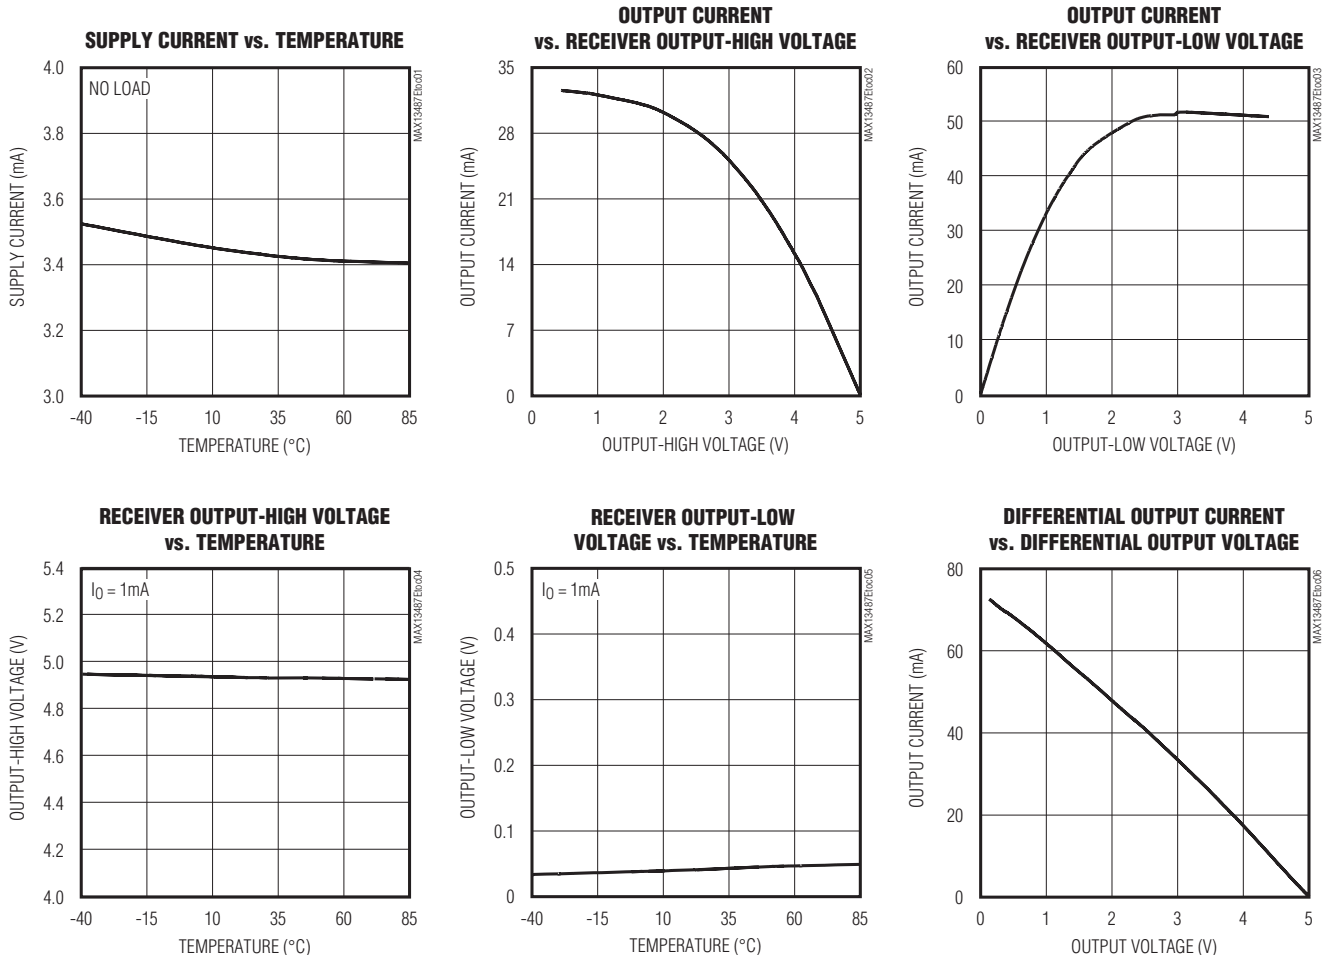 SUPPLY CURRENT vs. TEMPERATURE
4.0
3.8
3.6
3.4
3.2
3.0
SUPPLY CURRENT (mA)
NO LOAD
MAX13487Etoc01
-40 -15 10 35 60 85
TEMPERATURE (°C)
OUTPUT CURRENT
vs. RECEIVER OUTPUT-HIGH VOLTAGE
35
28
21
14
7
0
OUTPUT CURRENT (mA)
MAX13487Etoc02
0 1 2 3 4 5
OUTPUT-HIGH VOLTAGE (V)
OUTPUT CURRENT
vs. RECEIVER OUTPUT-LOW VOLTAGE
60
50
40
30
20
10
0
OUTPUT CURRENT (mA)
MAX13487Etoc03
0 1 2 3 4 5
OUTPUT-LOW VOLTAGE (V)
RECEIVER OUTPUT-HIGH VOLTAGE
vs. TEMPERATURE
5.4
5.2
5.0
4.8
4.6
4.4
4.2
4.0
OUTPUT-HIGH VOLTAGE (V)
IO = 1mA
MAX13487Etoc04
-40 -15 10 35 60 85
TEMPERATURE (°C)
RECEIVER OUTPUT-LOW
VOLTAGE vs. TEMPERATURE
0.5
0.4
0.3
0.2
0.1
0
OUTPUT-LOW VOLTAGE (V)
IO = 1mA
MAX13487Etoc05
-40 -15 10 35 60 85
TEMPERATURE (°C)
DIFFERENTIAL OUTPUT CURRENT
vs. DIFFERENTIAL OUTPUT VOLTAGE
80
60
40
20
0
OUTPUT CURRENT (mA)
MAX13487Etoc06
0 1 2 3 4 5
OUTPUT VOLTAGE (V)